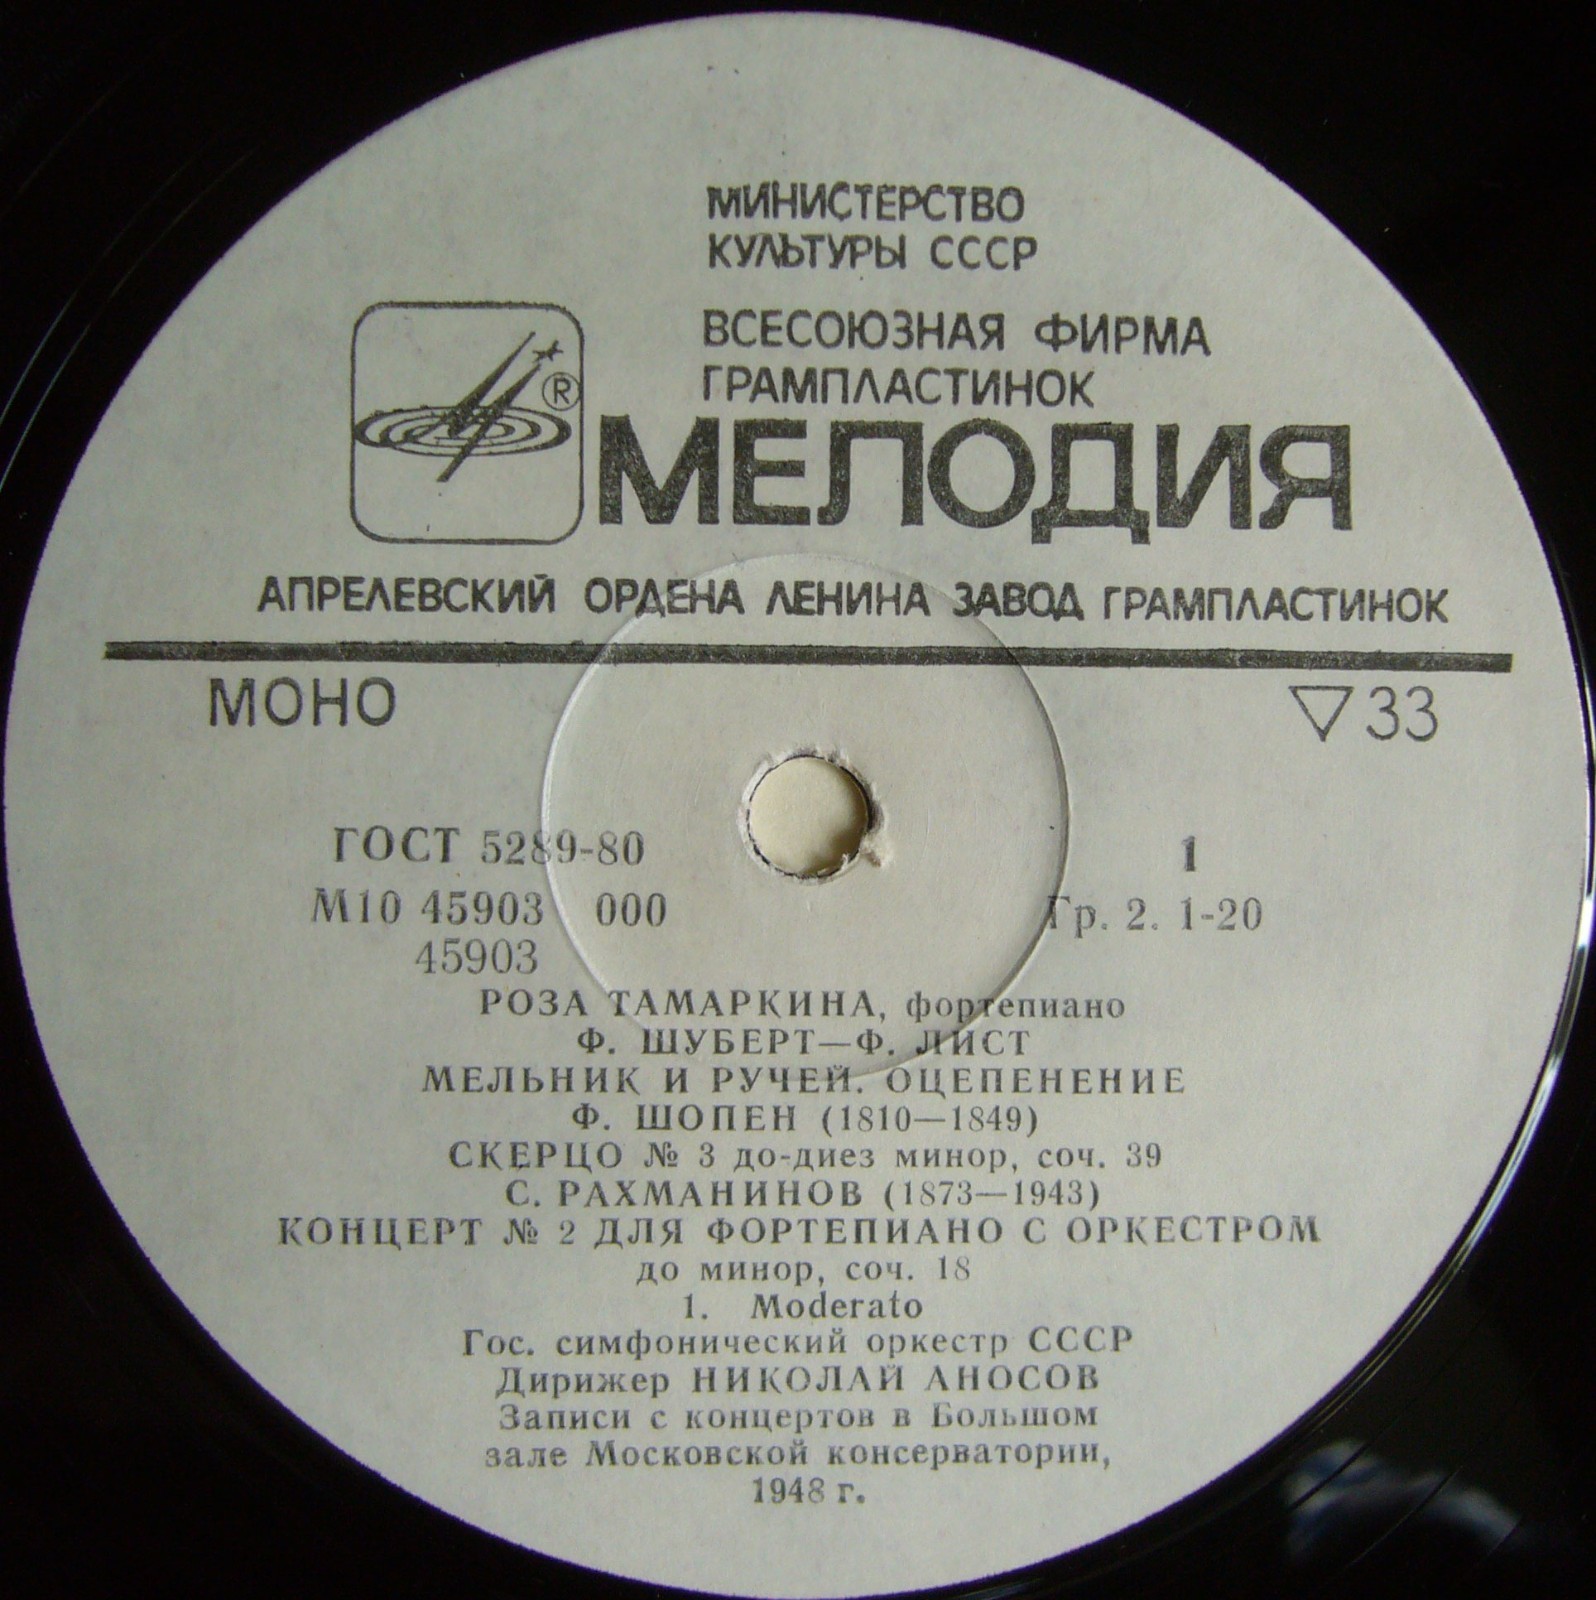 МИНИСТЕРСТВО
КУЛЬТУРЫ СССР
ВСЕСОЮЗНАЯ ФИРМА
ГРАМПЛАСТИНОК
®
МЕЛОДИЯ
АПРЕЛЕВСКИЙ ОРДЕНА ЛЕНИНА ЗАВОД ГРАМПЛАСТИНОК
МОНО ▽33
ГОСТ 5289-80 1
М10 45903 000 Гр. 2. 1-20
45903
РОЗА ТАМАРКИНА, фортепиано
Ф. ШУБЕРТ—Ф. ЛИСТ
МЕЛЬНИК И РУЧЕЙ. ОЦЕПЕНЕНИЕ
Ф. ШОПЕН (1810—1849)
СКЕРЦО № 3 до-диез минор, соч. 39
С. РАХМАНИНОВ (1873—1943)
КОНЦЕРТ № 2 ДЛЯ ФОРТЕПИАНО С ОРКЕСТРОМ
до минор, соч. 18
1. Moderato
Гос. симфонический оркестр СССР
Дирижер НИКОЛАЙ АНОСОВ
Записи с концертов в Большом
зале Московской консерватории,
1948 г.